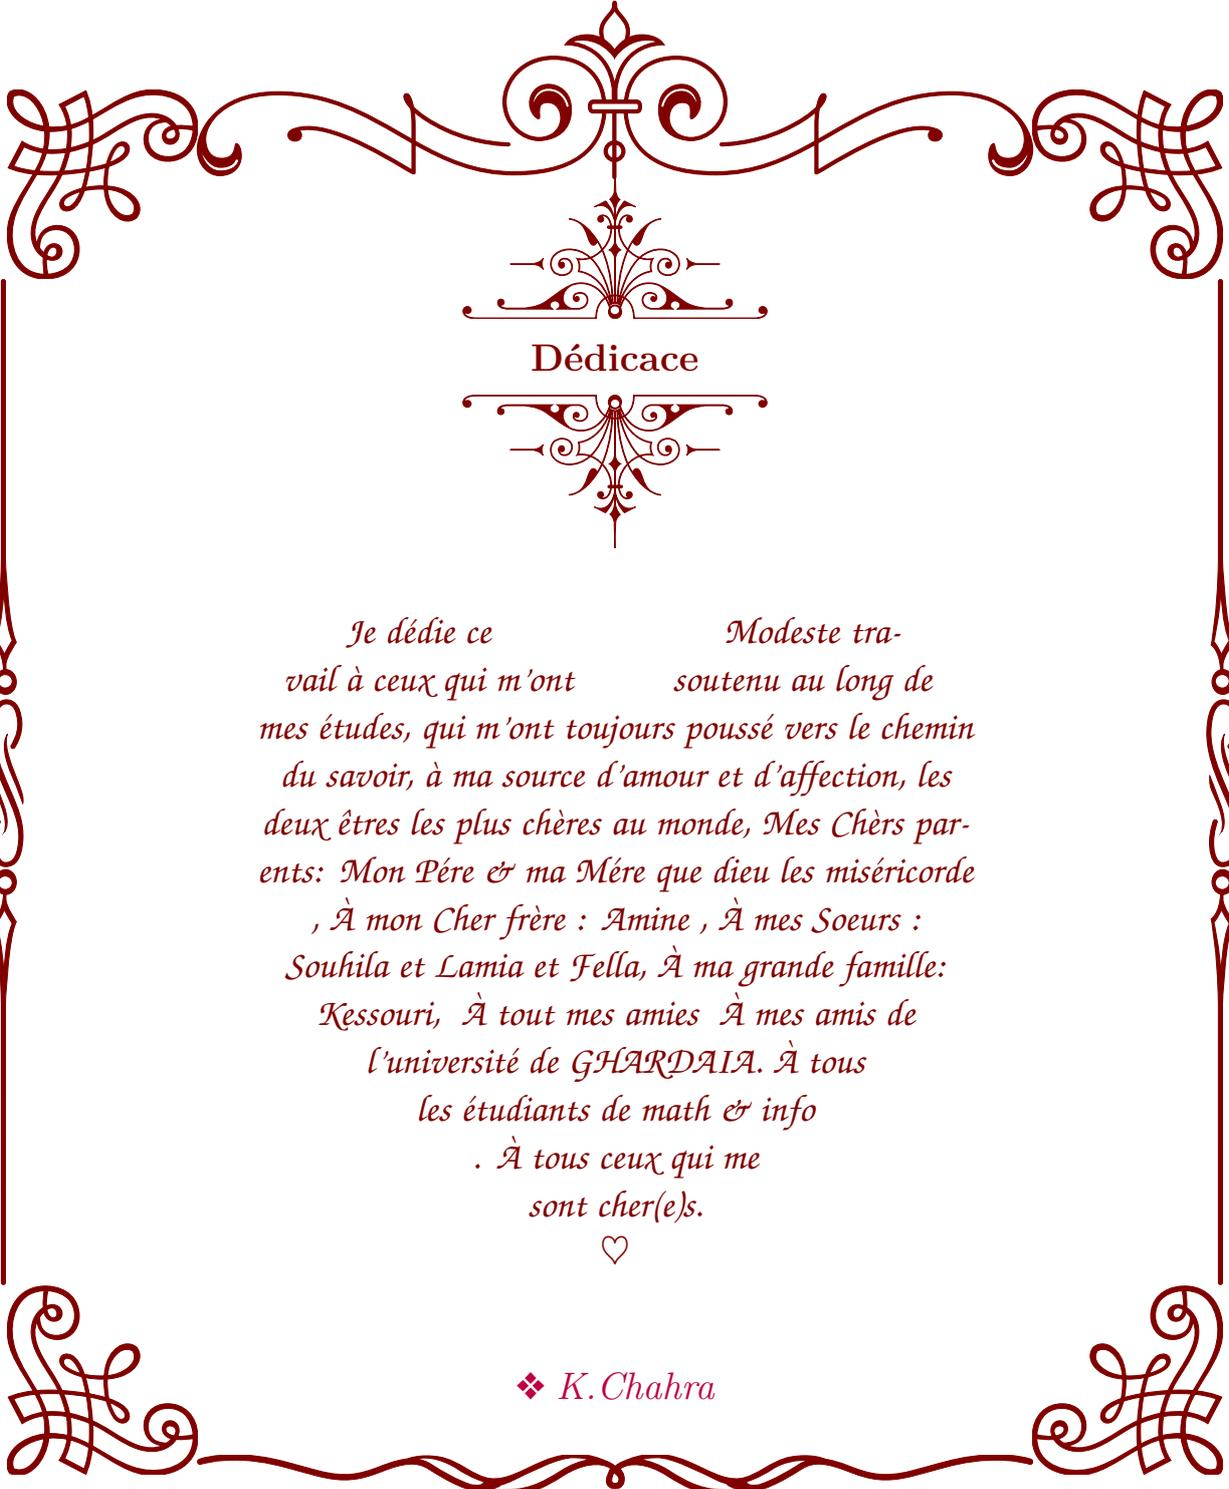 Dédicace
Je dédie ce Modeste tra-
vail à ceux qui m'ont soutenu au long de
mes études, qui m'ont toujours poussé vers le chemin
du savoir, à ma source d'amour et d'affection, les
deux êtres les plus chères au monde, Mes Chèrs par-
ents: Mon Pére & ma Mére que dieu les miséricorde
, À mon Cher frère : Amine , À mes Soeurs :
Souhila et Lamia et Fella, À ma grande famille:
Kessouri, À tout mes amies À mes amis de
l'université de GHARDAIA. À tous
les étudiants de math & info
. À tous ceux qui me
sont cher(e)s.
♡
❖ K.Chahra